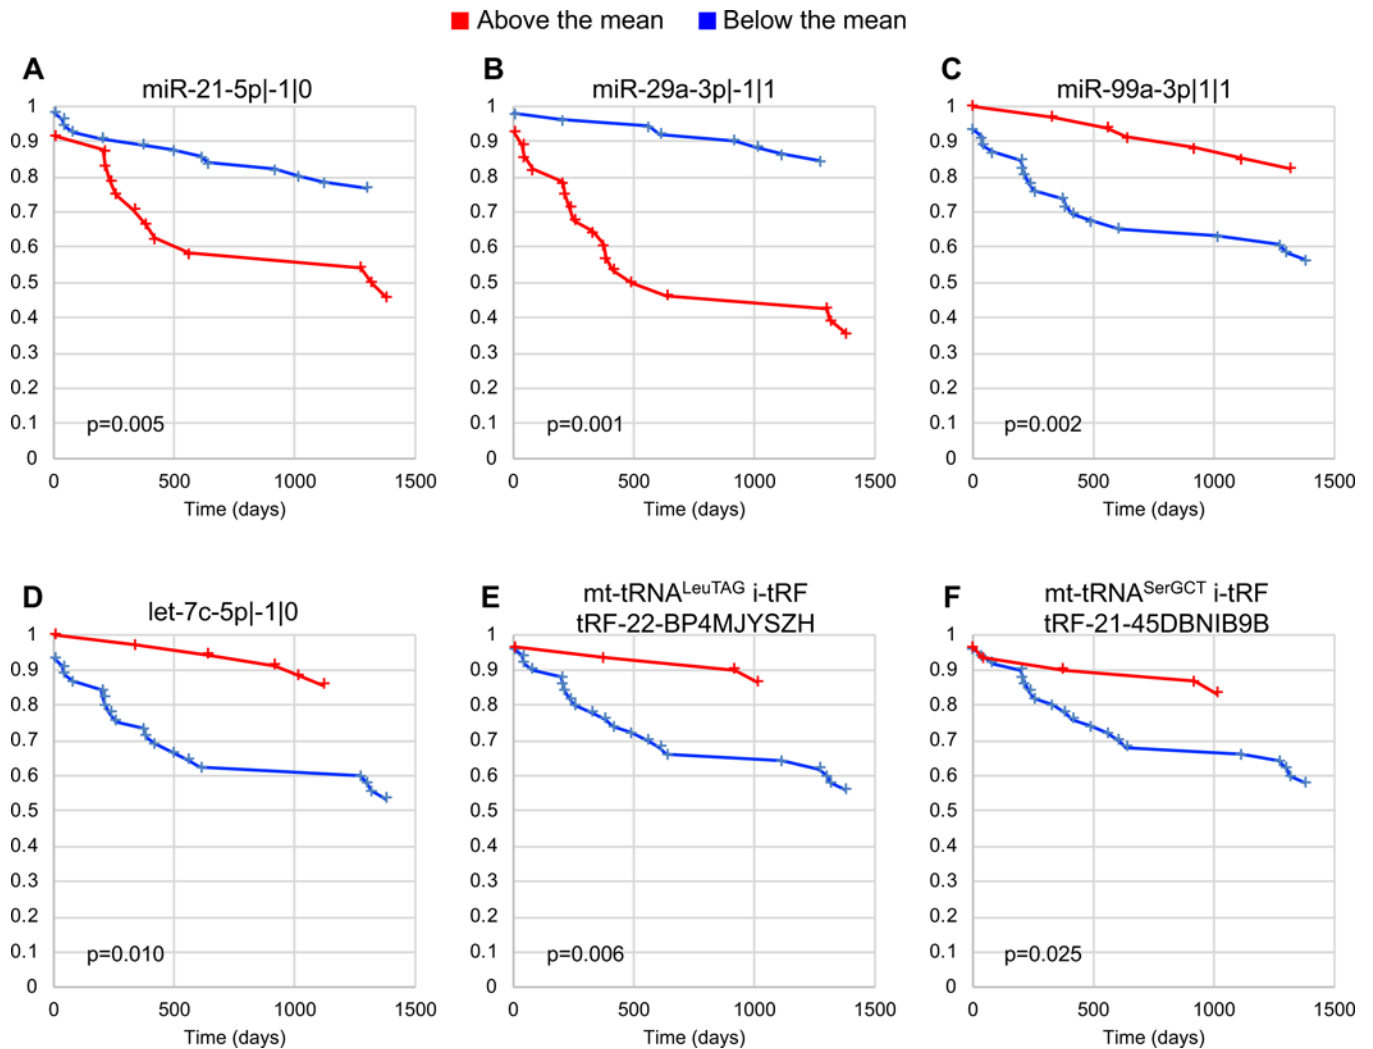 Above the mean Below the mean
A
miR-21-5p|-1|0
1
0.9
0.8
0.7
0.6
0.5
0.4
0.3
0.2
0.1
0
p=0.005
0 500 1000 1500
Time (days)
B
miR-29a-3p|-1|1
1
0.9
0.8
0.7
0.6
0.5
0.4
0.3
0.2
0.1
0
p=0.001
0 500 1000 1500
Time (days)
C
miR-99a-3p|1|1
1
0.9
0.8
0.7
0.6
0.5
0.4
0.3
0.2
0.1
0
p=0.002
0 500 1000 1500
Time (days)
D
let-7c-5p|-1|0
1
0.9
0.8
0.7
0.6
0.5
0.4
0.3
0.2
0.1
0
p=0.010
0 500 1000 1500
Time (days)
E
mt-tRNA^LeuTAG i-tRF
tRF-22-BP4MJYSZH
1
0.9
0.8
0.7
0.6
0.5
0.4
0.3
0.2
0.1
0
p=0.006
0 500 1000 1500
Time (days)
F
mt-tRNA^SerGCT i-tRF
tRF-21-45DBNIB9B
1
0.9
0.8
0.7
0.6
0.5
0.4
0.3
0.2
0.1
0
p=0.025
0 500 1000 1500
Time (days)